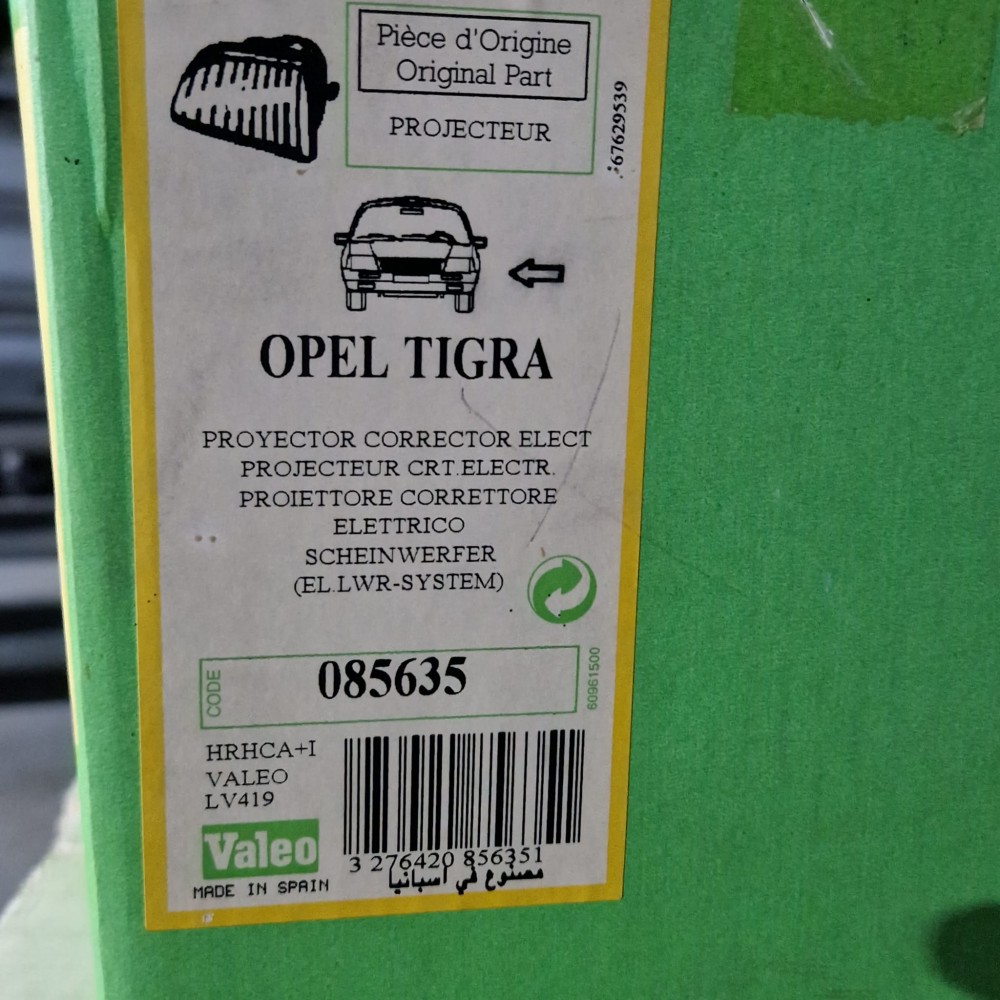 Pièce d'Origine
Original Part
PROJECTEUR
67629539
OPEL TIGRA
PROYECTOR CORRECTOR ELECT
PROJECTEUR CRT.ELECTR.
PROIETTORE CORRETTORE
ELETTRICO
SCHEINWERFER
(EL.LWR-SYSTEM)
CODE
085635
60961500
HRHCA+I
VALEO
LV419
Valeo
MADE IN SPAIN
3 276420 856351
مصنوع في أسبانيا